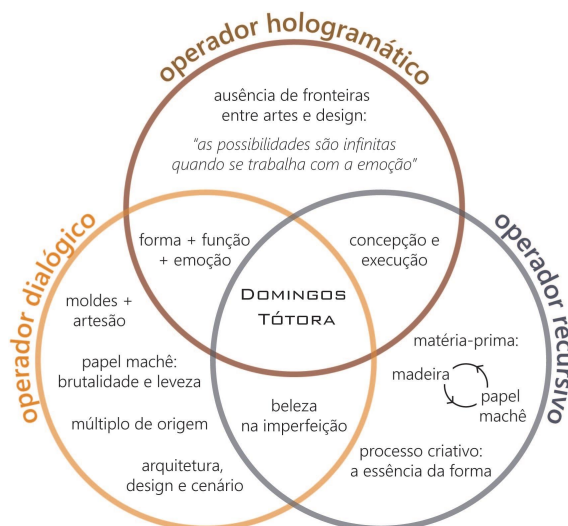 operador hologramático
ausência de fronteiras
entre artes e design:
"as possibilidades são infinitas
quando se trabalha com a emoção"
operador dialógico
operador recursivo
forma + função
+ emoção
concepção e
execução
DOMINGOS
TÓTORA
moldes +
artesão
papel machê:
brutalidade e leveza
múltiplo de origem
arquitetura,
design e cenário
beleza
na imperfeição
matéria-prima:
madeira
papel
machê
processo criativo:
a essência da forma